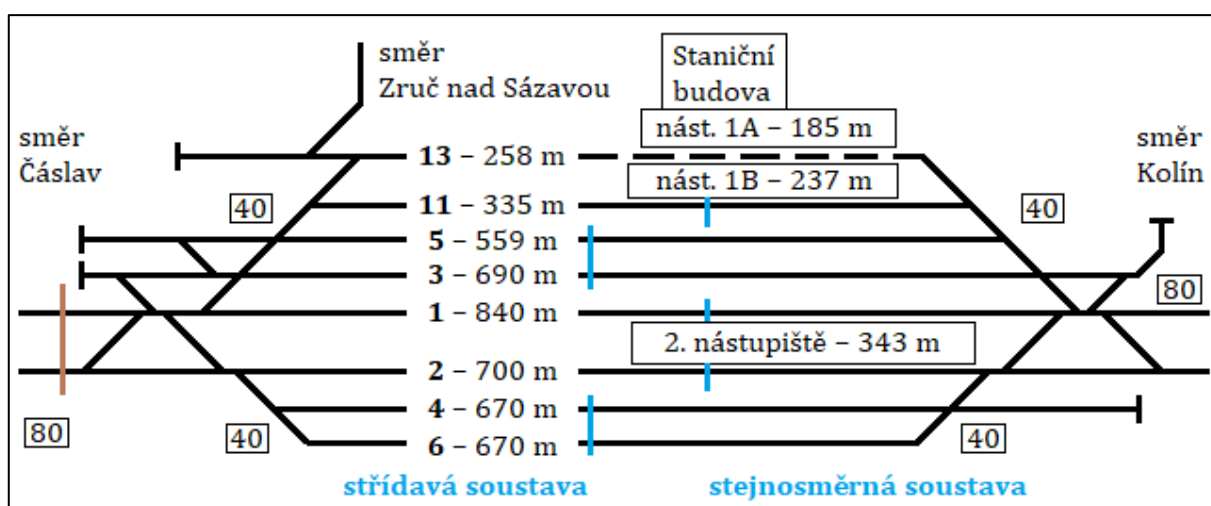 směr
Zruč nad Sázavou
Staniční
budova
směr
Čáslav
nást. 1A – 185 m
směr
Kolín
13 – 258 m
nást. 1B – 237 m
40
11 – 335 m
40
5 – 559 m
3 – 690 m
80
1 – 840 m
2. nástupiště – 343 m
2 – 700 m
4 – 670 m
80
40
6 – 670 m
40
střídavá soustava
stejnosměrná soustava